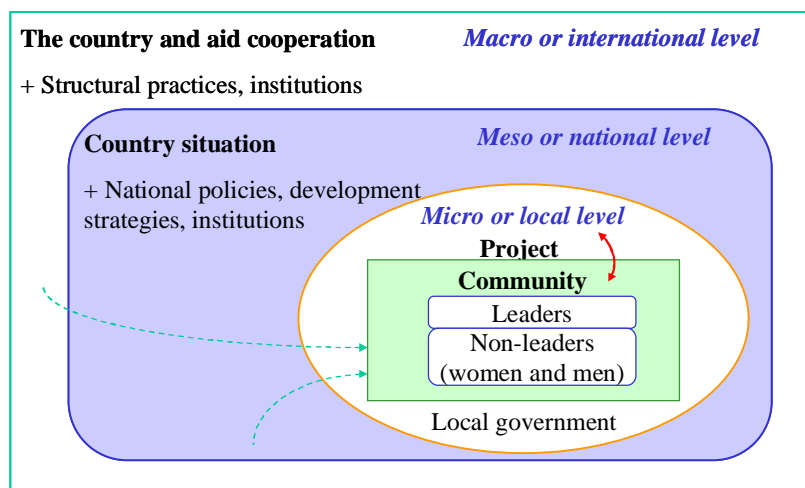 The country and aid cooperation
Macro or international level
+ Structural practices, institutions
Country situation
Meso or national level
+ National policies, development
strategies, institutions
Micro or local level
Project
Community
Leaders
Non-leaders
(women and men)
Local government